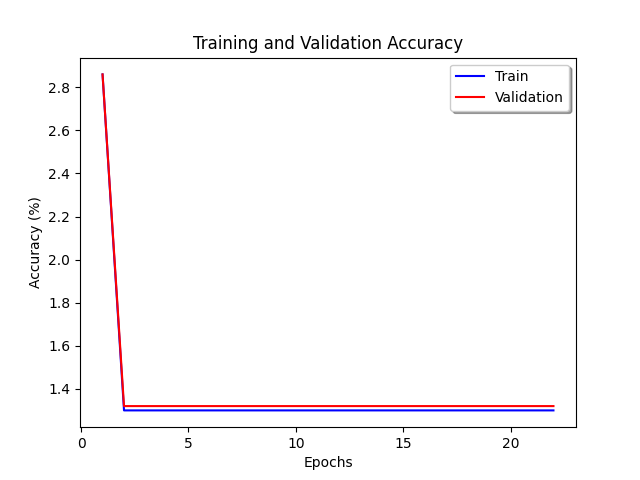 Training and Validation Accuracy
Train
Validation
Accuracy (%)
2.8
2.6
2.4
2.2
2.0
1.8
1.6
1.4
0
5
10
15
20
Epochs